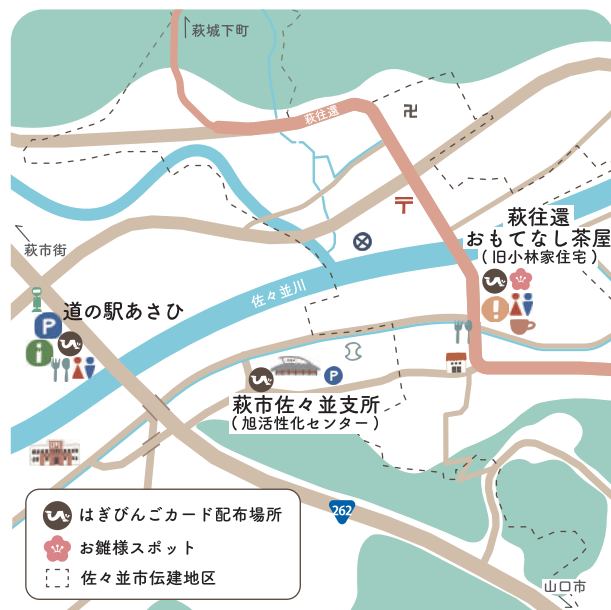 萩城下町
萩往還
萩往還
おもてなし茶屋
(旧小林家住宅)
萩市街
佐々並川
道の駅あさひ
P
i
P
萩市佐々並支所
(旭活性化センター)
262
はぎびんごカード配布場所
お雛様スポット
佐々並市伝建地区
山口市